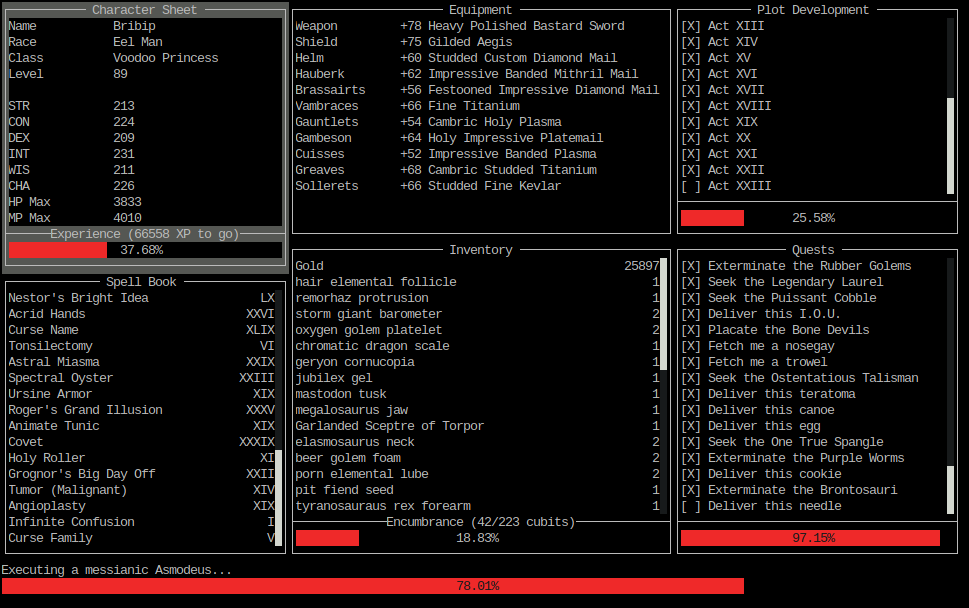 Character Sheet
Name Bribip
Race Eel Man
Class Voodoo Princess
Level 89
STR 213
CON 224
DEX 209
INT 231
WIS 211
CHA 226
HP Max 3833
MP Max 4010
Experience (66558 XP to go)
37.68%
Spell Book
Nestor's Bright Idea LX
Acrid Hands XXVI
Curse Name XLIX
Tonsilectomy VI
Astral Miasma XXIX
Spectral Oyster XXIII
Ursine Armor XIX
Roger's Grand Illusion XXXV
Animate Tunic XIX
Covet XXXIX
Holy Roller XI
Grognor's Big Day Off XXII
Tumor (Malignant) XIV
Angioplasty XIX
Infinite Confusion I
Curse Family V
Equipment
Weapon +78 Heavy Polished Bastard Sword
Shield +75 Gilded Aegis
Helm +60 Studded Custom Diamond Mail
Hauberk +62 Impressive Banded Mithril Mail
Brassairts +56 Festooned Impressive Diamond Mail
Vambraces +66 Fine Titanium
Gauntlets +54 Cambric Holy Plasma
Gambeson +64 Holy Impressive Platemail
Cuisses +52 Impressive Banded Plasma
Greaves +68 Cambric Studded Titanium
Sollerets +66 Studded Fine Kevlar
Inventory
Gold 25897
hair elemental follicle 1
remorhaz protrusion 1
storm giant barometer 2
oxygen golem platelet 2
chromatic dragon scale 1
geryon cornucopia 1
jubilex gel 1
mastodon tusk 1
megalosaurus jaw 1
Garlanded Sceptre of Torpor 1
elasmosaurus neck 2
beer golem foam 2
porn elemental lube 2
pit fiend seed 1
tyranosauraus rex forearm 1
Encumbrance (42/223 cubits)
18.83%
Plot Development
[X] Act XIII
[X] Act XIV
[X] Act XV
[X] Act XVI
[X] Act XVII
[X] Act XVIII
[X] Act XIX
[X] Act XX
[X] Act XXI
[X] Act XXII
[ ] Act XXIII
25.58%
Quests
[X] Exterminate the Rubber Golems
[X] Seek the Legendary Laurel
[X] Seek the Puissant Cobble
[X] Deliver this I.O.U.
[X] Placate the Bone Devils
[X] Fetch me a nosegay
[X] Fetch me a trowel
[X] Seek the Ostentatious Talisman
[X] Deliver this teratoma
[X] Deliver this canoe
[X] Deliver this egg
[X] Seek the One True Spangle
[X] Exterminate the Purple Worms
[X] Deliver this cookie
[X] Exterminate the Brontosauri
[ ] Deliver this needle
97.15%
Executing a messianic Asmodeus...
78.01%